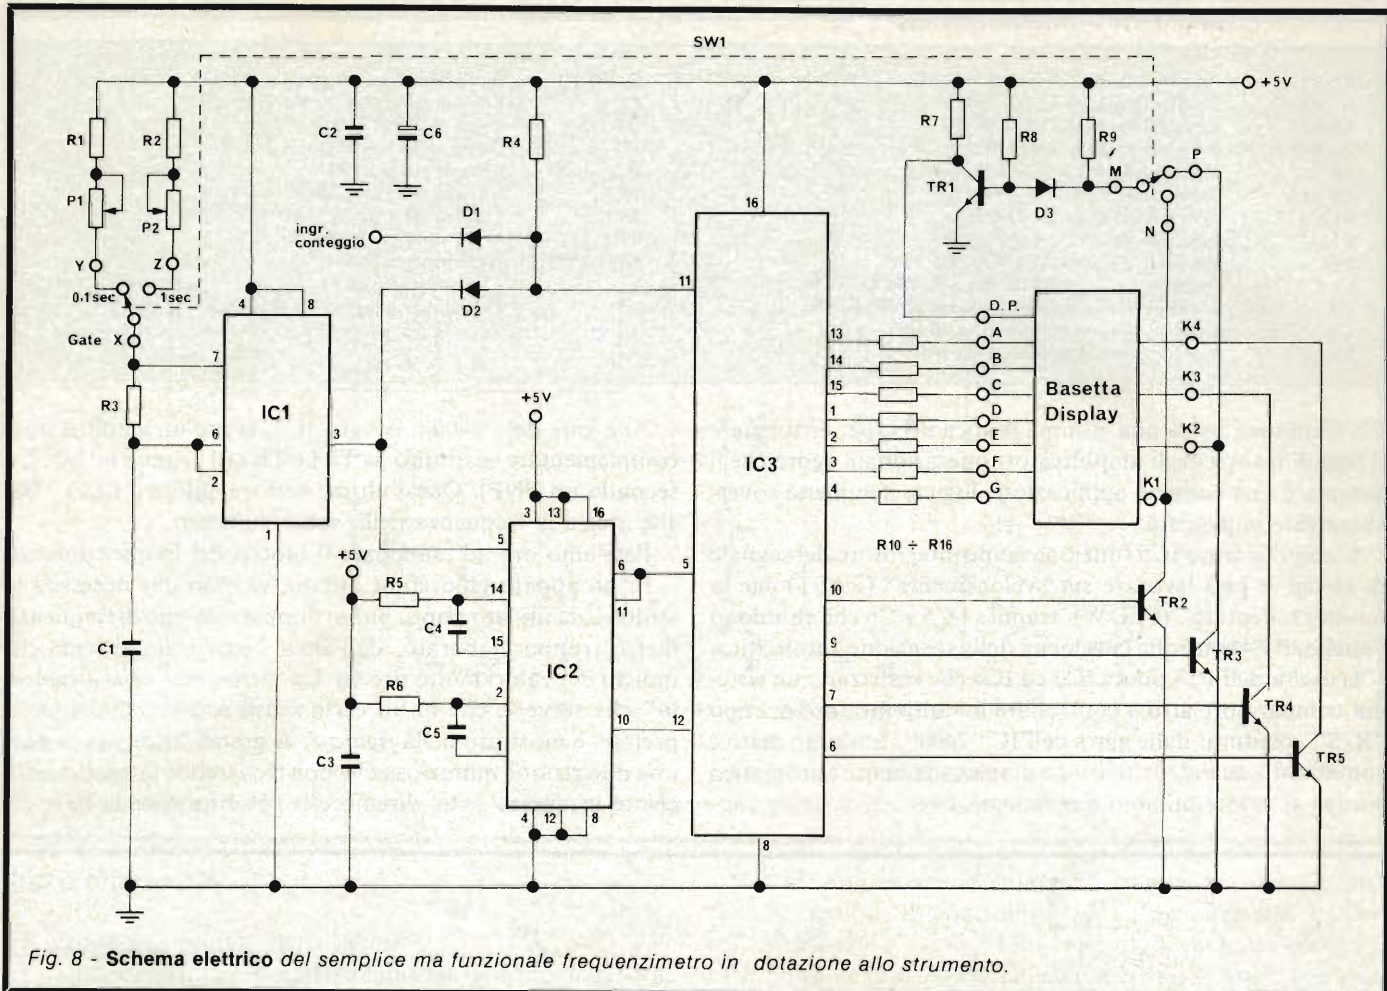 SW1
+5V
R1
R2
C2
C6
R4
R7
R8
R9
M
P
TR1
D3
N
P1
P2
ingr.
conteggio
D1
16
Y
Z
0,1sec
1sec
D2
11
4
8
Gate X
7
D.P.
13
A
K4
14
B
R3
IC1
+5V
15
C
Basetta
Display
K3
6
3
1
D
2
2
E
K2
IC3
3
F
4
G
K1
3
13
16
R10 ÷ R16
1
+5V
5
6
5
R5
14
11
10
TR2
C4
C1
15
IC2
9
TR3
R6
2
10
12
7
TR4
C5
1
6
TR5
C3
4
12
8
8
Fig. 8 - Schema elettrico del semplice ma funzionale frequenzimetro in dotazione allo strumento.